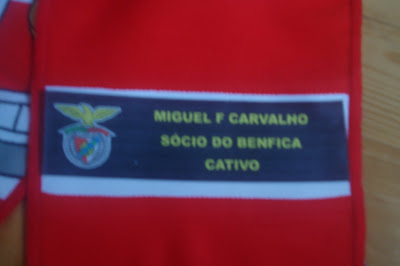 MIGUEL F CARVALHO
SÓCIO DO BENFICA
CATIVO